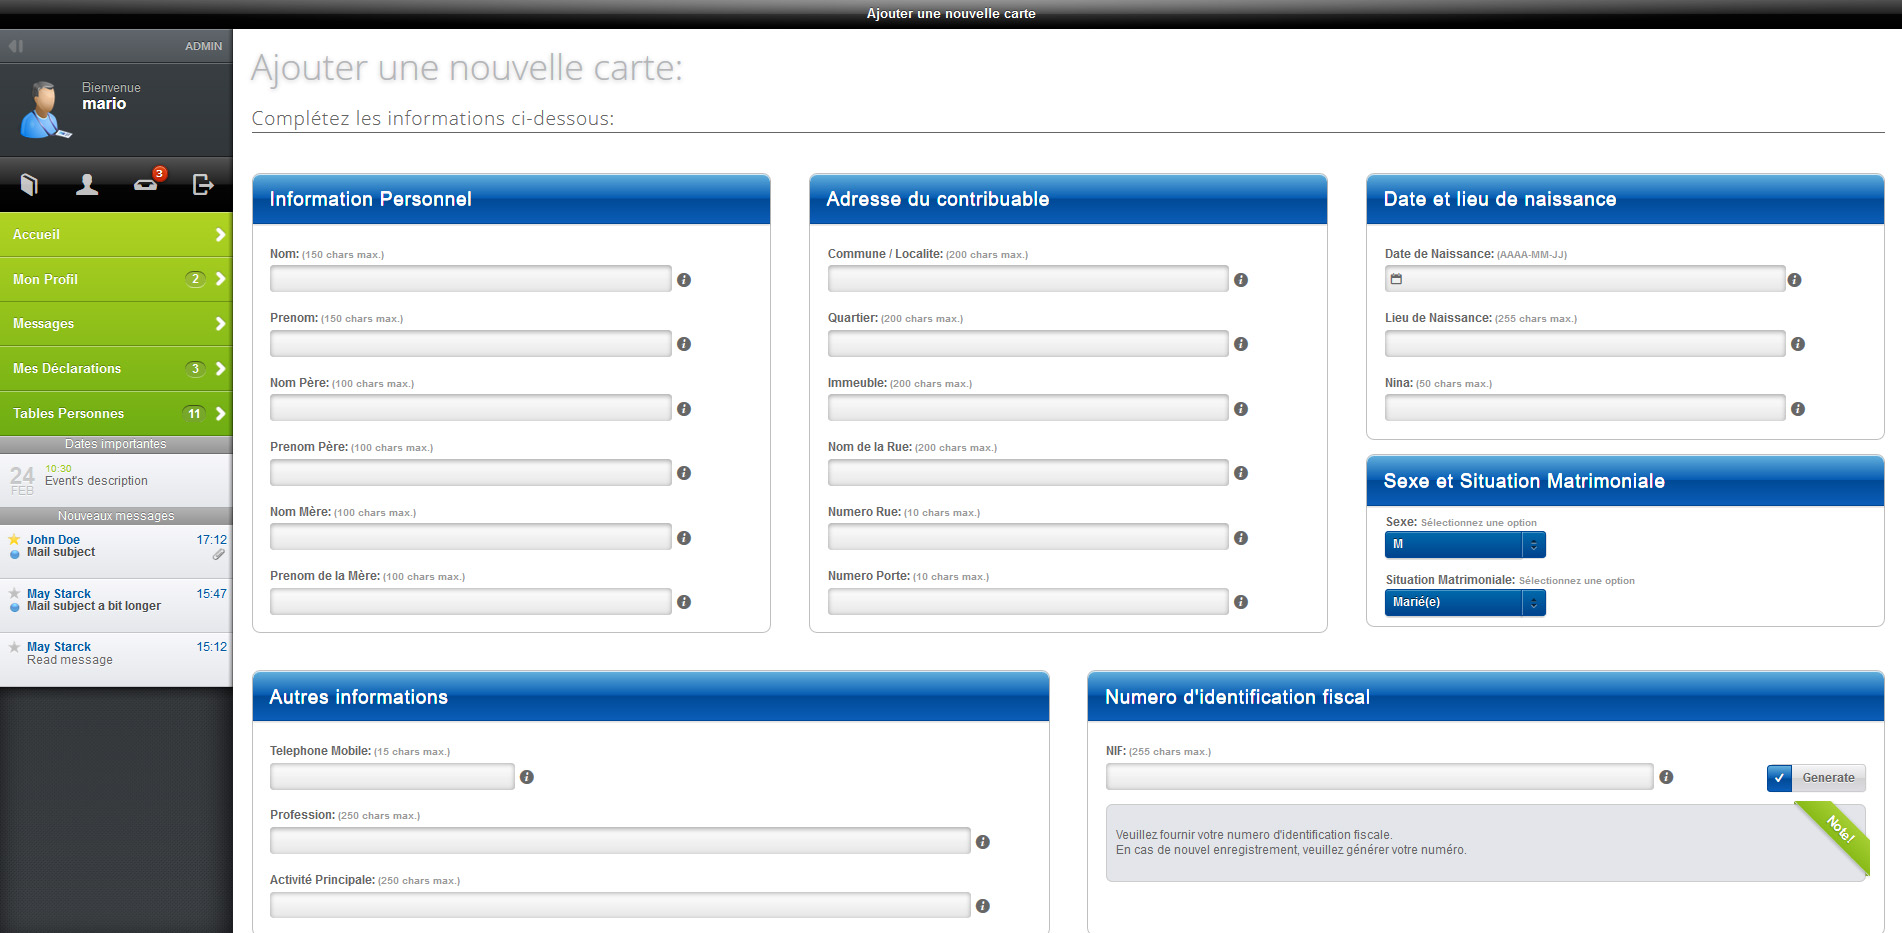 Ajouter une nouvelle carte
ADMIN
Bienvenue
mario
3
Accueil
Mon Profil 2
Messages
Mes Déclarations 3
Tables Personnes 11
Dates importantes
24
FEB
10:30
Event's description
Nouveaux messages
John Doe 17:12
Mail subject
May Starck 15:47
Mail subject a bit longer
May Starck 15:12
Read message
Ajouter une nouvelle carte:
Complétez les informations ci-dessous:
Information Personnel
Nom: (150 chars max.)
Prenom: (150 chars max.)
Nom Père: (100 chars max.)
Prenom Père: (100 chars max.)
Nom Mère: (100 chars max.)
Prenom de la Mère: (100 chars max.)
Adresse du contribuable
Commune / Localite: (200 chars max.)
Quartier: (200 chars max.)
Immeuble: (200 chars max.)
Nom de la Rue: (200 chars max.)
Numero Rue: (10 chars max.)
Numero Porte: (10 chars max.)
Date et lieu de naissance
Date de Naissance: (AAAA-MM-JJ)
Lieu de Naissance: (255 chars max.)
Nina: (50 chars max.)
Sexe et Situation Matrimoniale
Sexe: Sélectionnez une option
M
Situation Matrimoniale: Sélectionnez une option
Marié(e)
Autres informations
Telephone Mobile: (15 chars max.)
Profession: (250 chars max.)
Activité Principale: (250 chars max.)
Numero d'identification fiscal
NIF: (255 chars max.)
Generate
Note!
Veuillez fournir votre numero d'identification fiscale.
En cas de nouvel enregistrement, veuillez générer votre numéro.